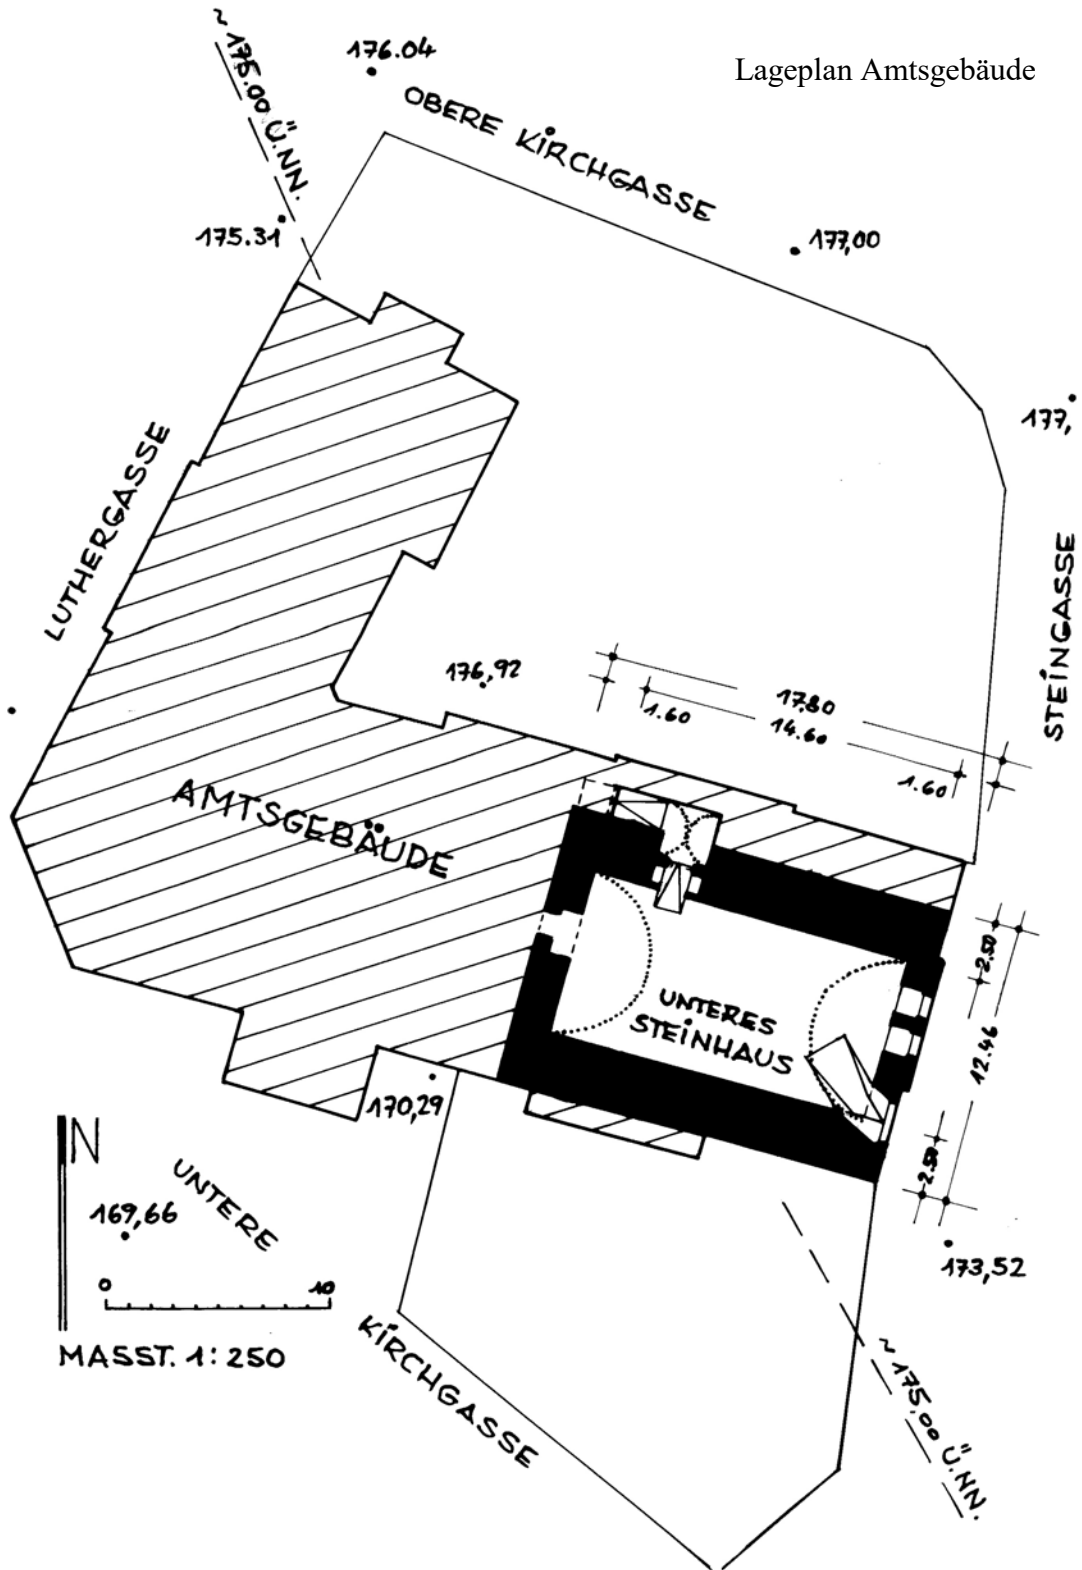 Lageplan Amtsgebäude
~ 175.00 Ü.NN.
176.04
OBERE KIRCHGASSE
175.31
177,00
177,
LUTHERGASSE
STEINGASSE
176,92
17.80
1.60
14.60
1.60
AMTSGEBÄUDE
UNTERES
STEINHAUS
2.50
12.46
2.50
170,29
N
169,66
UNTERE
KIRCHGASSE
173,52
0
10
MASST. 1:250
~ 175,00 Ü.NN.